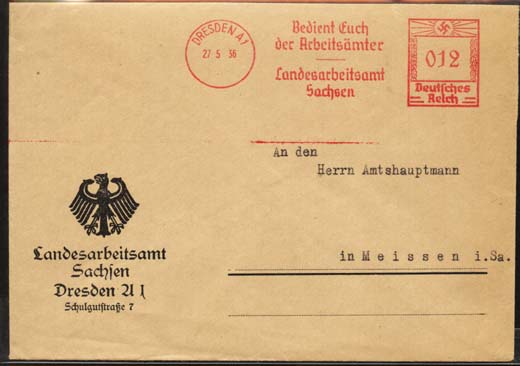 DRESDEN A1
27 5 36
Bedient Euch
der Arbeitsämter
Landesarbeitsamt
Sachsen
012
Deutsches
Reich
An den
Herrn Amtshauptmann
in Meissen i.Sa.
Landesarbeitsamt
Sachsen
Dresden A 1
Schulgutstraße 7